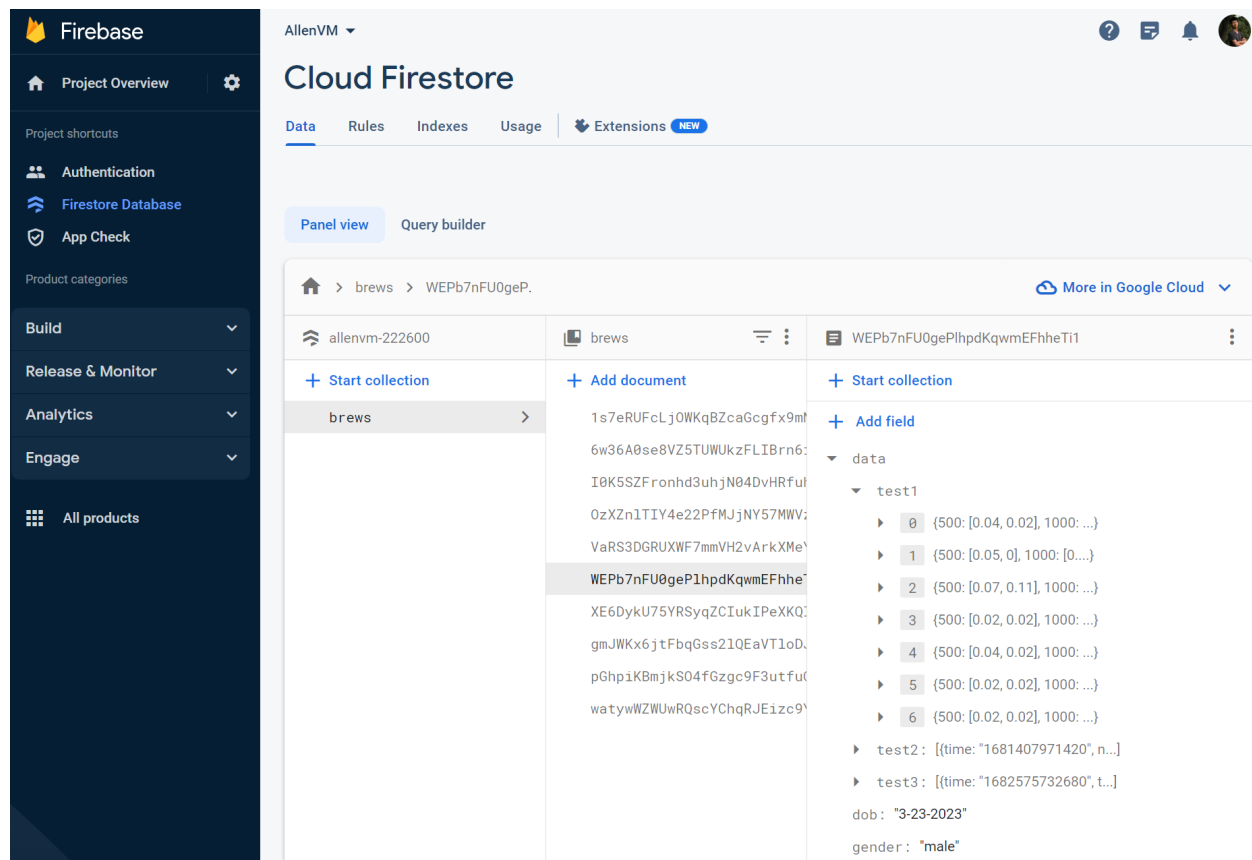 Firebase
Project Overview
Project shortcuts
Authentication
Firestore Database
App Check
Product categories
Build
Release & Monitor
Analytics
Engage
All products
AllenVM
Cloud Firestore
Data Rules Indexes Usage Extensions NEW
Panel view Query builder
brews WEPb7nFU0geP.
More in Google Cloud
allenvm-222600
Start collection
brews
brews
Add document
1s7eRUFcLjOWKqBZcaGcgfx9m
6w36A0se8VZ5TUWUkzFLIBrn6
I0K5SZFronhd3uhjN04DvHRfu
OzXZnlTIY4e22PfMJjNY57MWV
VaRS3DGRUXWF7mmVH2vArkXMe
WEPb7nFU0gePlhpdKqwmEFhhe
XE6DykU75YRSyqZCIukIPeXKQ
gmJWKx6jtFbqGss2lQEaVTloD
pGhpiKBmjkSO4fGzgc9F3utfu
watywWZWUwRQscYChqRJEizc9
WEPb7nFU0gePlhpdKqwmEFhheTi1
Start collection
Add field
data
test1
0 {500: [0.04, 0.02], 1000: ...}
1 {500: [0.05, 0], 1000: [0....}
2 {500: [0.07, 0.11], 1000: ...}
3 {500: [0.02, 0.02], 1000: ...}
4 {500: [0.04, 0.02], 1000: ...}
5 {500: [0.02, 0.02], 1000: ...}
6 {500: [0.02, 0.02], 1000: ...}
test2: [{time: "1681407971420", n...]
test3: [{time: "1682575732680", t...]
dob: "3-23-2023"
gender: "male"